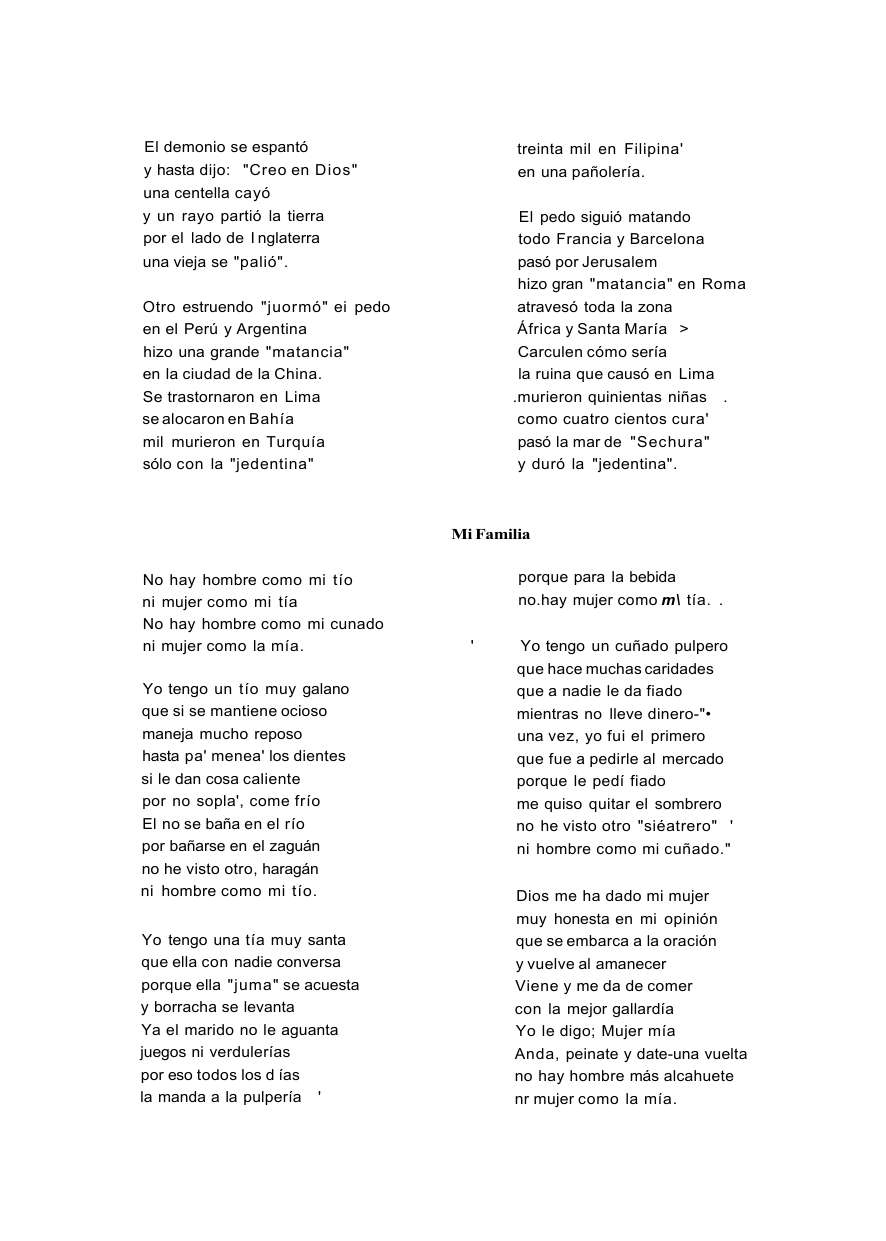 El demonio se espantó
y hasta dijo: "Creo en Dios"
una centella cayó
y un rayo partió la tierra
por el lado de I nglaterra
una vieja se "palió".

Otro estruendo "juormó" ei pedo
en el Perú y Argentina
hizo una grande "matancia"
en la ciudad de la China.
Se trastornaron en Lima
se alocaron en Bahía
mil murieron en Turquía
sólo con la "jedentina"

treinta mil en Filipina'
en una pañolería.

El pedo siguió matando
todo Francia y Barcelona
pasó por Jerusalem
hizo gran "matancia" en Roma
atravesó toda la zona
África y Santa María >
Carculen cómo sería
la ruina que causó en Lima
.murieron quinientas niñas .
como cuatro cientos cura'
pasó la mar de "Sechura"
y duró la "jedentina".

Mi Familia

No hay hombre como mi tío
ni mujer como mi tía
No hay hombre como mi cunado
ni mujer como la mía.

Yo tengo un tío muy galano
que si se mantiene ocioso
maneja mucho reposo
hasta pa' menea' los dientes
si le dan cosa caliente
por no sopla', come frío
El no se baña en el río
por bañarse en el zaguán
no he visto otro, haragán
ni hombre como mi tío.

Yo tengo una tía muy santa
que ella con nadie conversa
porque ella "juma" se acuesta
y borracha se levanta
Ya el marido no le aguanta
juegos ni verdulerías
por eso todos los d ías
la manda a la pulpería '

porque para la bebida
no.hay mujer como m\ tía. .

' Yo tengo un cuñado pulpero
que hace muchas caridades
que a nadie le da fiado
mientras no lleve dinero-"•
una vez, yo fui el primero
que fue a pedirle al mercado
porque le pedí fiado
me quiso quitar el sombrero
no he visto otro "siéatrero" '
ni hombre como mi cuñado."

Dios me ha dado mi mujer
muy honesta en mi opinión
que se embarca a la oración
y vuelve al amanecer
Viene y me da de comer
con la mejor gallardía
Yo le digo; Mujer mía
Anda, peinate y date-una vuelta
no hay hombre más alcahuete
nr mujer como la mía.